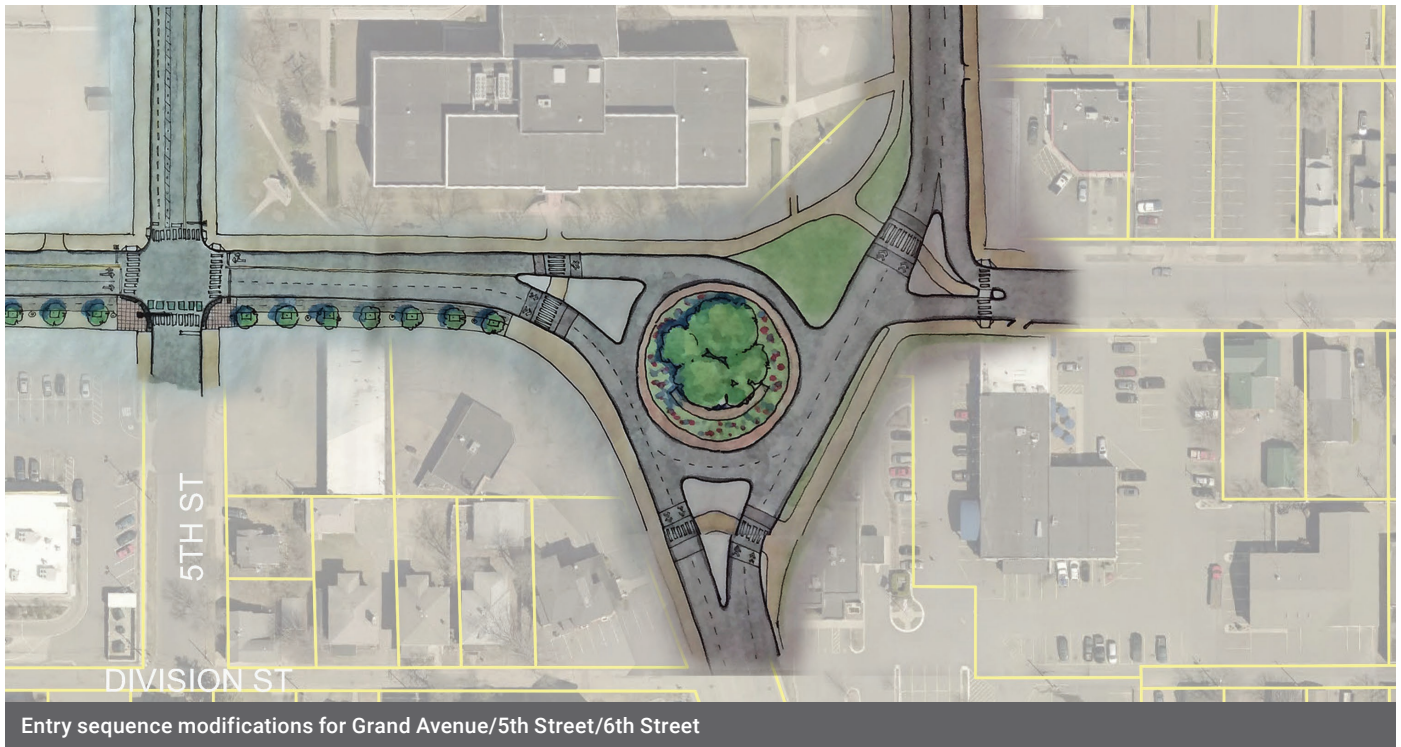 5TH ST
DIVISION ST
Entry sequence modifications for Grand Avenue/5th Street/6th Street